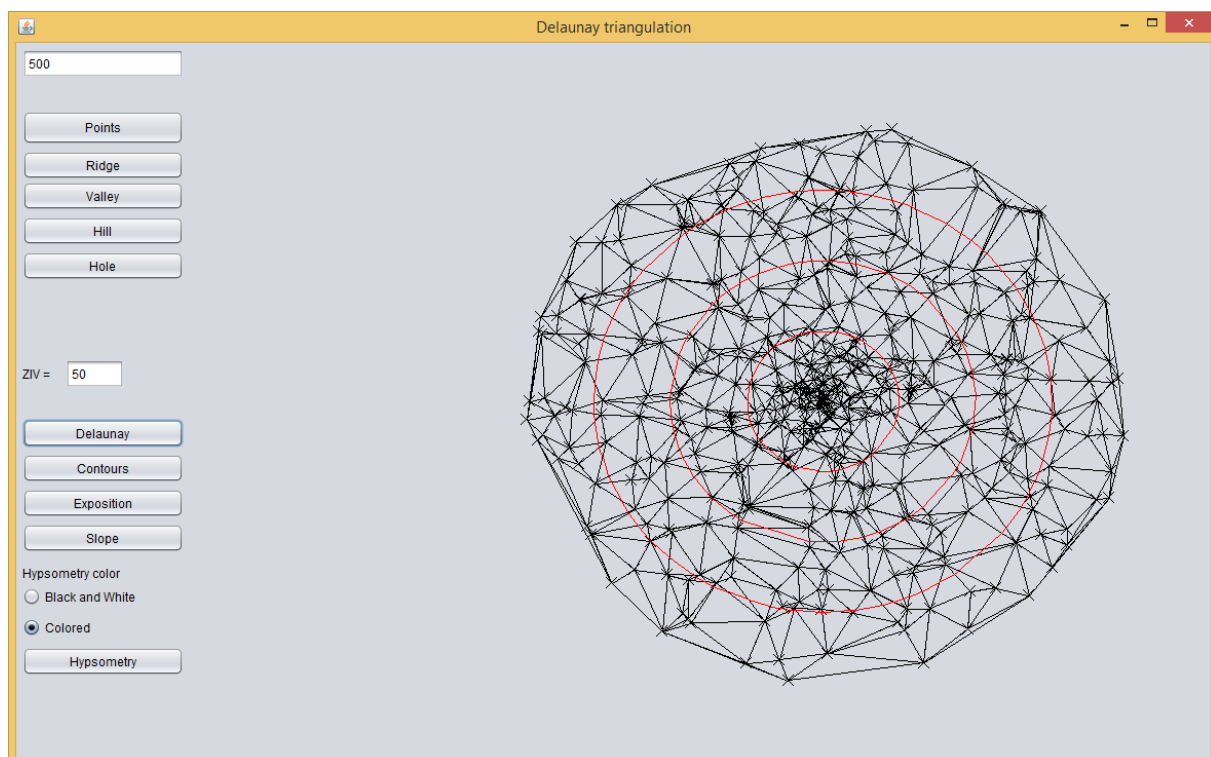 Delaunay triangulation
500
Points
Ridge
Valley
Hill
Hole
ZIV = 50
Delaunay
Contours
Exposition
Slope
Hypsometry color
Black and White
Colored
Hypsometry